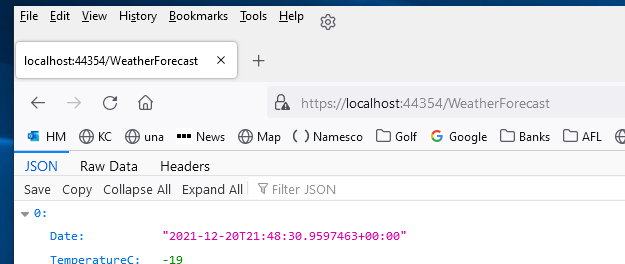 File Edit View History Bookmarks Tools Help
localhost:44354/WeatherForecast
https://localhost:44354/WeatherForecast
HM KC una News Map Namesco Golf Google Banks AFL
JSON Raw Data Headers
Save Copy Collapse All Expand All Filter JSON
0:
Date: "2021-12-20T21:48:30.9597463+00:00"
TemperatureC: -19